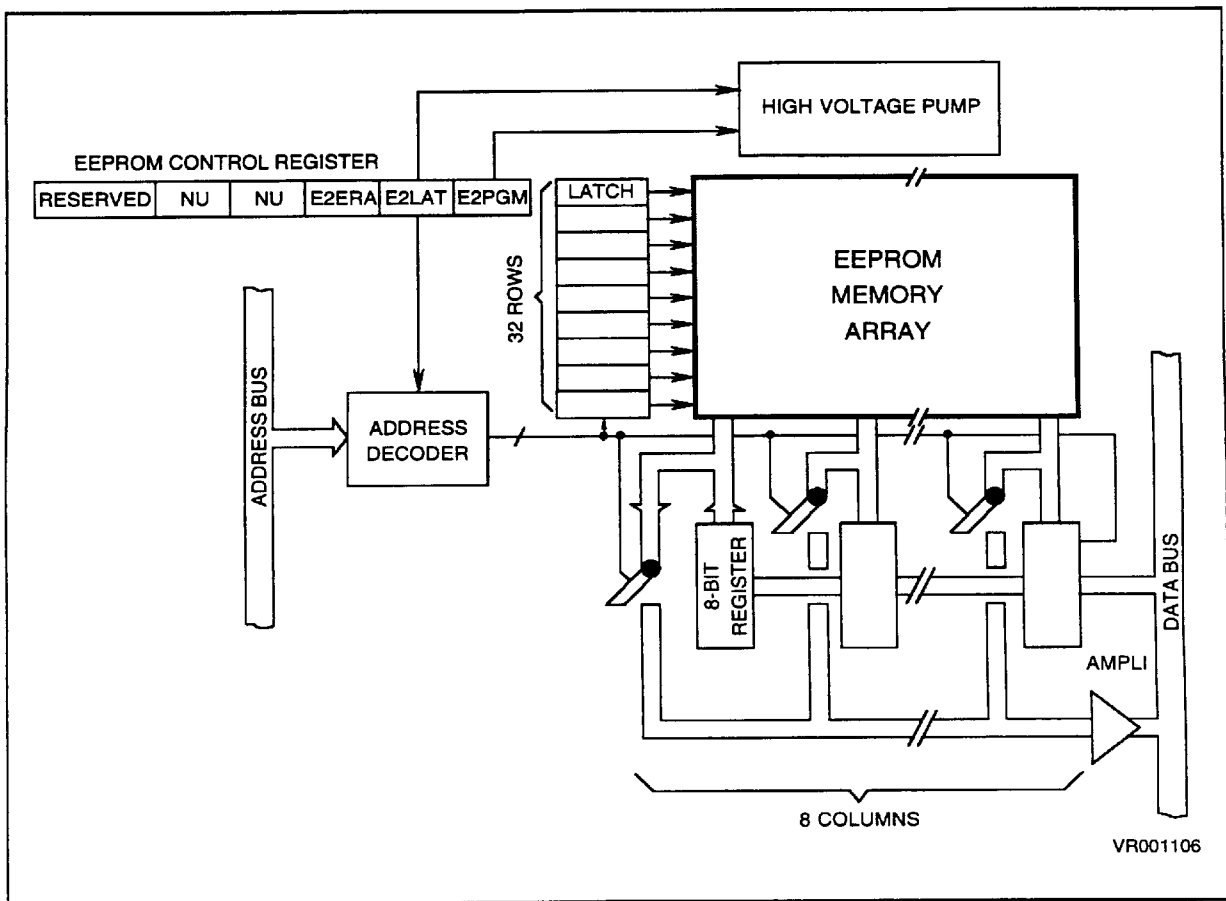 HIGH VOLTAGE PUMP
EEPROM CONTROL REGISTER
RESERVED NU NU E2ERA E2LAT E2PGM
LATCH
32 ROWS
EEPROM
MEMORY
ARRAY
ADDRESS BUS
ADDRESS
DECODER
8-BIT
REGISTER
DATA BUS
AMPLI
8 COLUMNS
VR001106